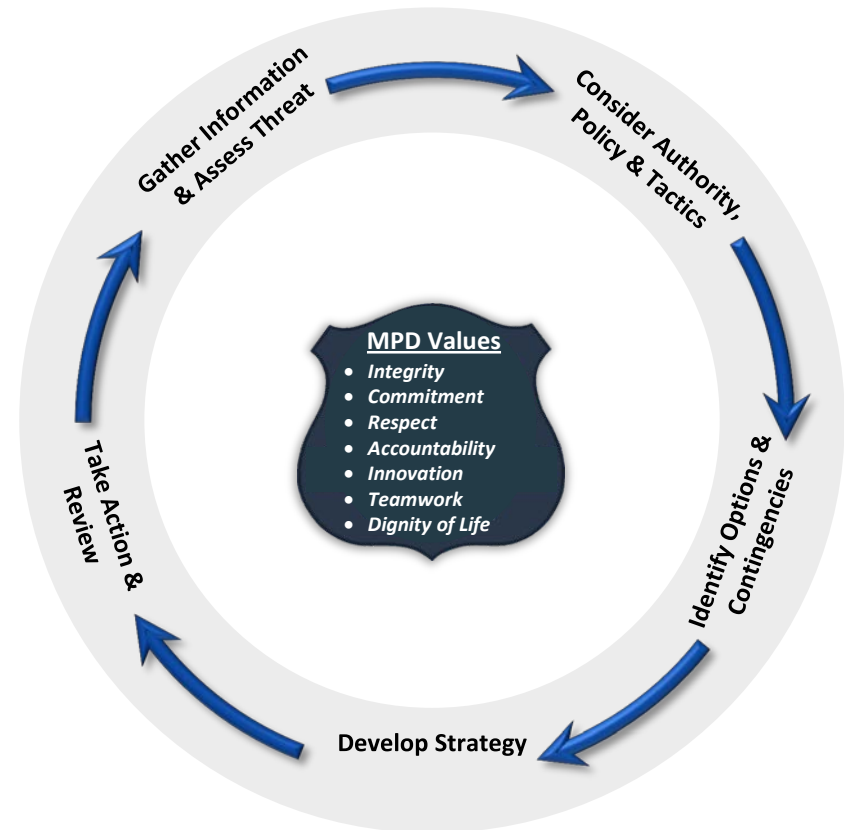 Gather Information
& Assess Threat
Consider Authority,
Policy & Tactics
Identify Options &
Contingencies
Develop Strategy
Take Action &
Review
MPD Values
• Integrity
• Commitment
• Respect
• Accountability
• Innovation
• Teamwork
• Dignity of Life